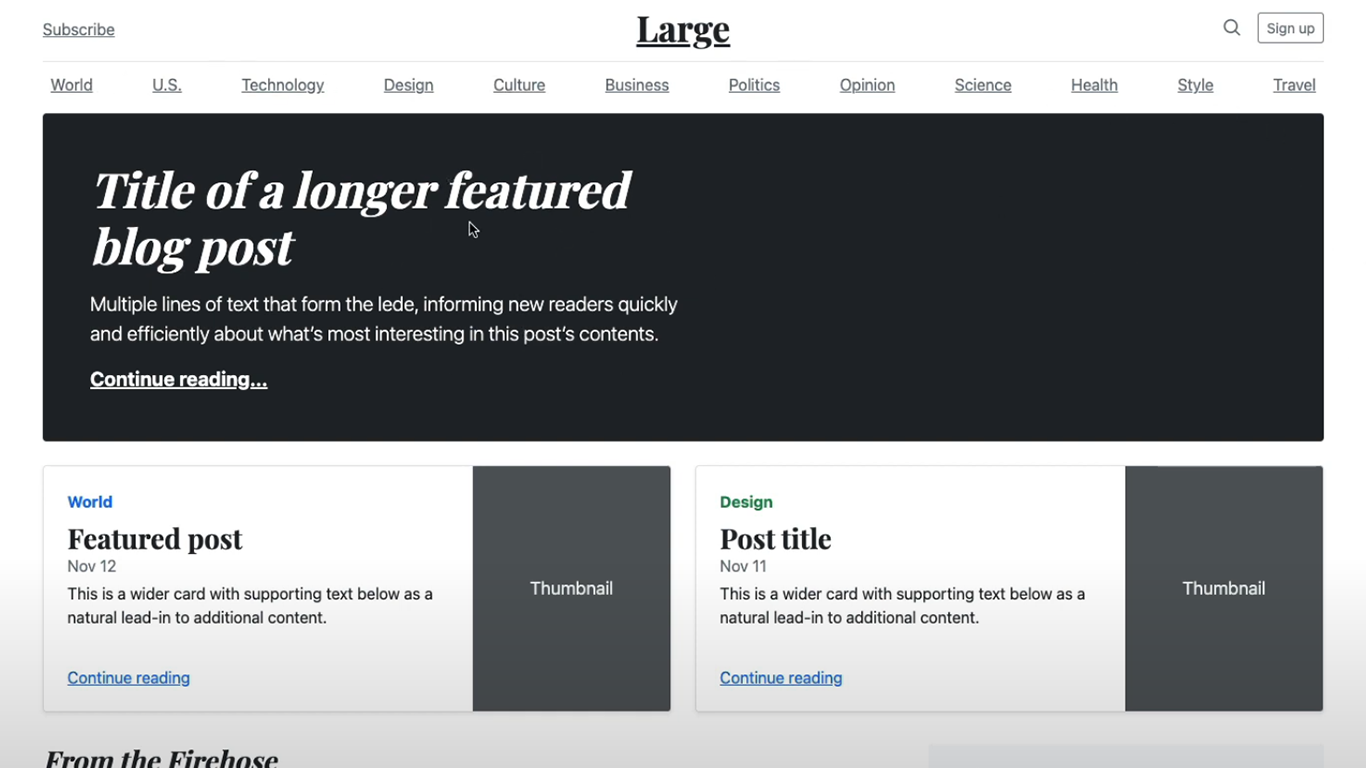 Subscribe
Large
Sign up
World U.S. Technology Design Culture Business Politics Opinion Science Health Style Travel
Title of a longer featured
blog post
Multiple lines of text that form the lede, informing new readers quickly
and efficiently about what’s most interesting in this post’s contents.
Continue reading...
World
Featured post
Nov 12
This is a wider card with supporting text below as a
natural lead-in to additional content.
Continue reading
Thumbnail
Design
Post title
Nov 11
This is a wider card with supporting text below as a
natural lead-in to additional content.
Continue reading
Thumbnail
From the Firehose